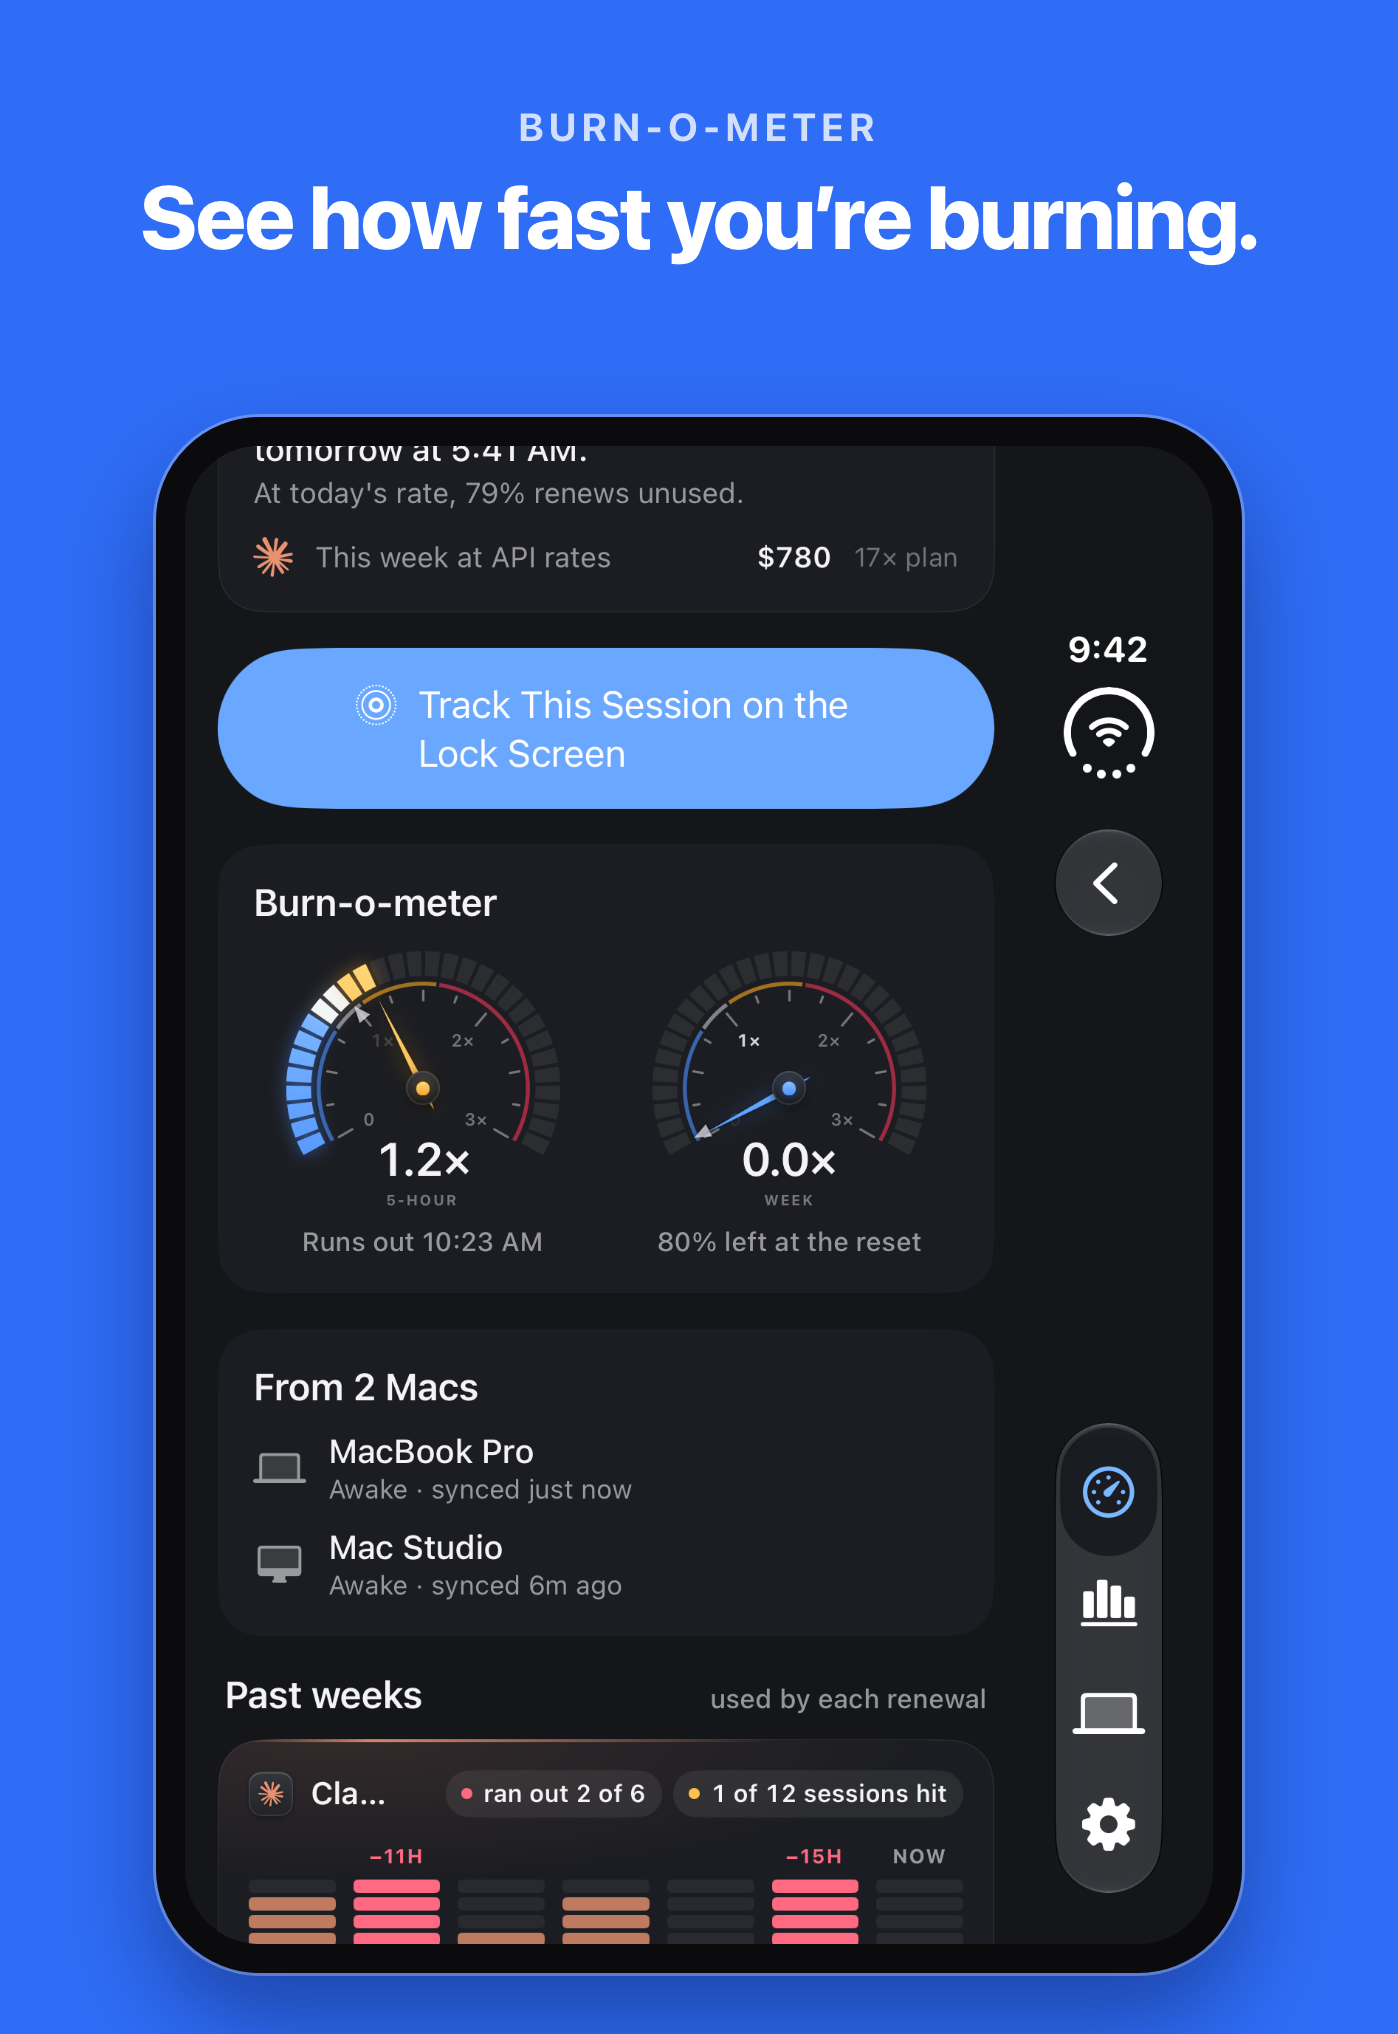 BURN-O-METER
See how fast you’re burning.
tomorrow at 5:41 AM.
At today's rate, 79% renews unused.
This week at API rates $780 17× plan
9:42
Track This Session on the
Lock Screen
Burn-o-meter
1× 2×
0 3×
1.2×
5-HOUR
Runs out 10:23 AM
1× 2×
3×
0.0×
WEEK
80% left at the reset
From 2 Macs
MacBook Pro
Awake · synced just now
Mac Studio
Awake · synced 6m ago
Past weeks used by each renewal
Cla... ran out 2 of 6 1 of 12 sessions hit
–11H –15H NOW